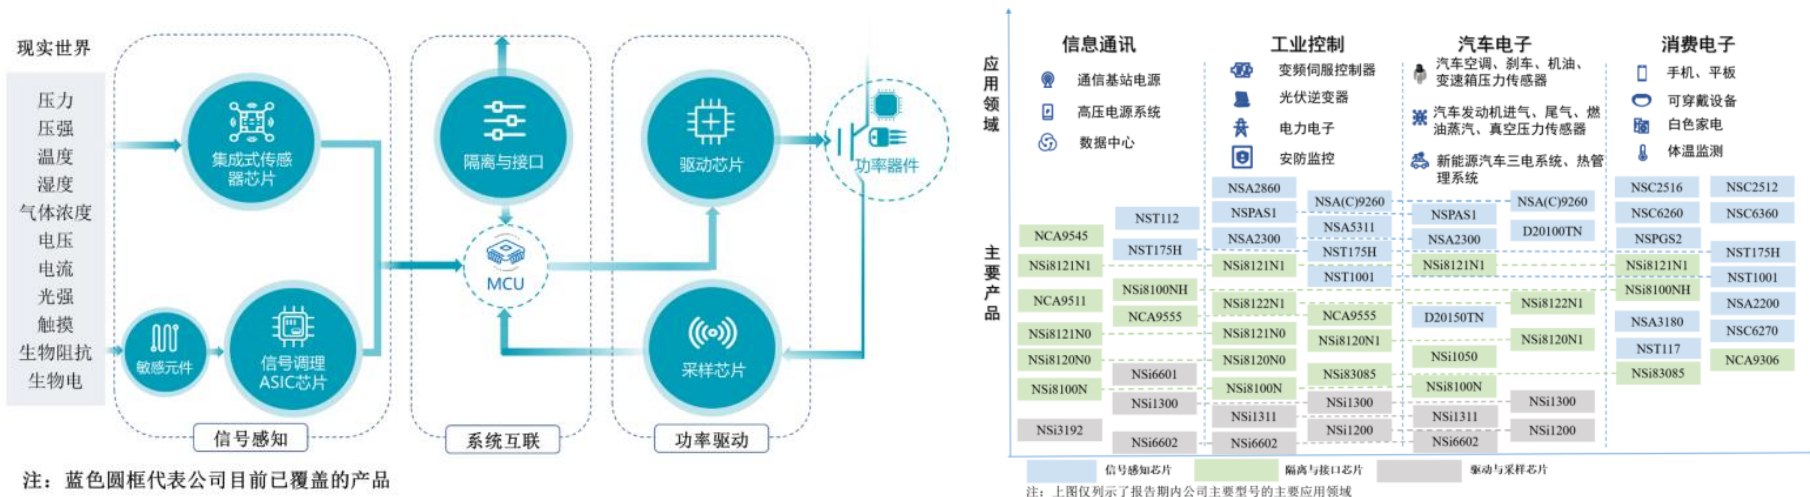 现实世界
压力
压强
温度
湿度
气体浓度
电压
电流
光强
触摸
生物阻抗
生物电
集成式传感
器芯片
敏感元件
信号调理
ASIC芯片
信号感知
隔离与接口
MCU
系统互联
驱动芯片
采样芯片
功率驱动
功率器件
注：蓝色圆框代表公司目前已覆盖的产品
应用领域
主要产品
信息通讯
通信基站电源
高压电源系统
数据中心
工业控制
变频伺服控制器
光伏逆变器
电力电子
安防监控
汽车电子
汽车空调、刹车、机油、
变速箱压力传感器
汽车发动机进气、尾气、燃
油蒸汽、真空压力传感器
新能源汽车三电系统、热管
理系统
消费电子
手机、平板
可穿戴设备
白色家电
体温监测
NCA9545
NSi8121N1
NCA9511
NSi8121N0
NSi8120N0
NSi8100N
NSi3192
NST112
NST175H
NSi8100NH
NCA9555
NSi6601
NSi1300
NSi6602
NSA2860
NSPAS1
NSA2300
NSi8121N1
NSi8122N1
NSi8121N0
NSi8120N0
NSi8100N
NSi1311
NSi6602
NSA(C)9260
NSA5311
NST175H
NST1001
NCA9555
NSi8120N1
NSi83085
NSi1300
NSi1200
NSPAS1
NSA2300
NSi8121N1
D20150TN
NSi1050
NSi8100N
NSi1311
NSi6602
NSA(C)9260
D20100TN
NSi8122N1
NSi8120N1
NSi1300
NSi1200
NSC2516
NSC6260
NSPGS2
NSi8121N1
NSi8100NH
NSA3180
NST117
NSi83085
NSC2512
NSC6360
NST175H
NST1001
NSA2200
NSC6270
NCA9306
信号感知芯片
隔离与接口芯片
驱动与采样芯片
注：上图仅列示了报告期内公司主要型号的主要应用领域